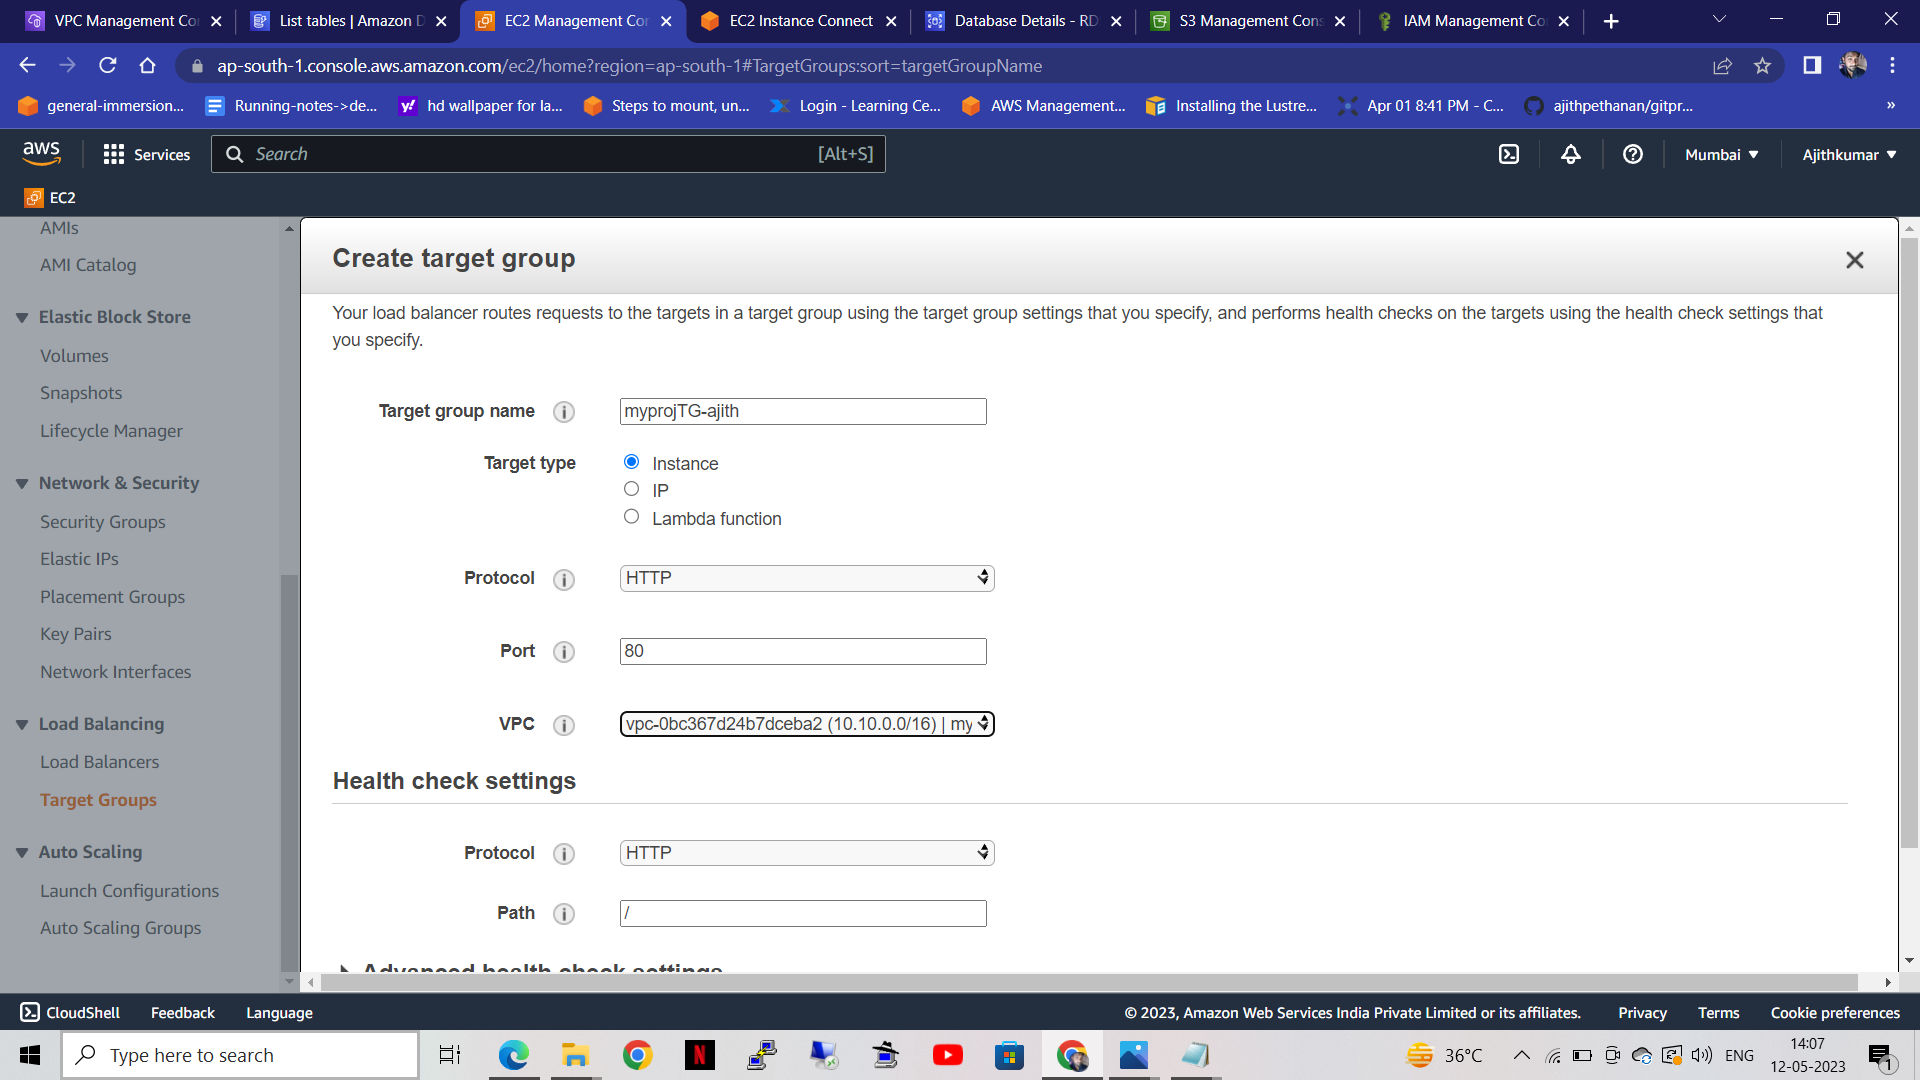 VPC Management Co
List tables | Amazon D
EC2 Management Con
EC2 Instance Connect
Database Details - RD
S3 Management Cons
IAM Management Co
ap-south-1.console.aws.amazon.com/ec2/home?region=ap-south-1#TargetGroups:sort=targetGroupName
general-immersion...
Running-notes->de...
y!
hd wallpaper for la...
Steps to mount, un...
Login - Learning Ce...
AWS Management...
Installing the Lustre...
Apr 01 8:41 PM - C...
ajithpethanan/gitpr...
»
aws
Services
Search
[Alt+S]
Mumbai
Ajithkumar
EC2
AMIs
AMI Catalog
Elastic Block Store
Volumes
Snapshots
Lifecycle Manager
Network & Security
Security Groups
Elastic IPs
Placement Groups
Key Pairs
Network Interfaces
Load Balancing
Load Balancers
Target Groups
Auto Scaling
Launch Configurations
Auto Scaling Groups
Create target group
Your load balancer routes requests to the targets in a target group using the target group settings that you specify, and performs health checks on the targets using the health check settings that
you specify.
Target group name i
myprojTG-ajith
Target type
Instance
IP
Lambda function
Protocol i
HTTP
Port i
80
VPC i
vpc-0bc367d24b7dceba2 (10.10.0.0/16) | my
Health check settings
Protocol i
HTTP
Path i
/
Advanced health check settings
CloudShell
Feedback
Language
© 2023, Amazon Web Services India Private Limited or its affiliates.
Privacy
Terms
Cookie preferences
Type here to search
N
36°C
ENG
14:07
12-05-2023
1